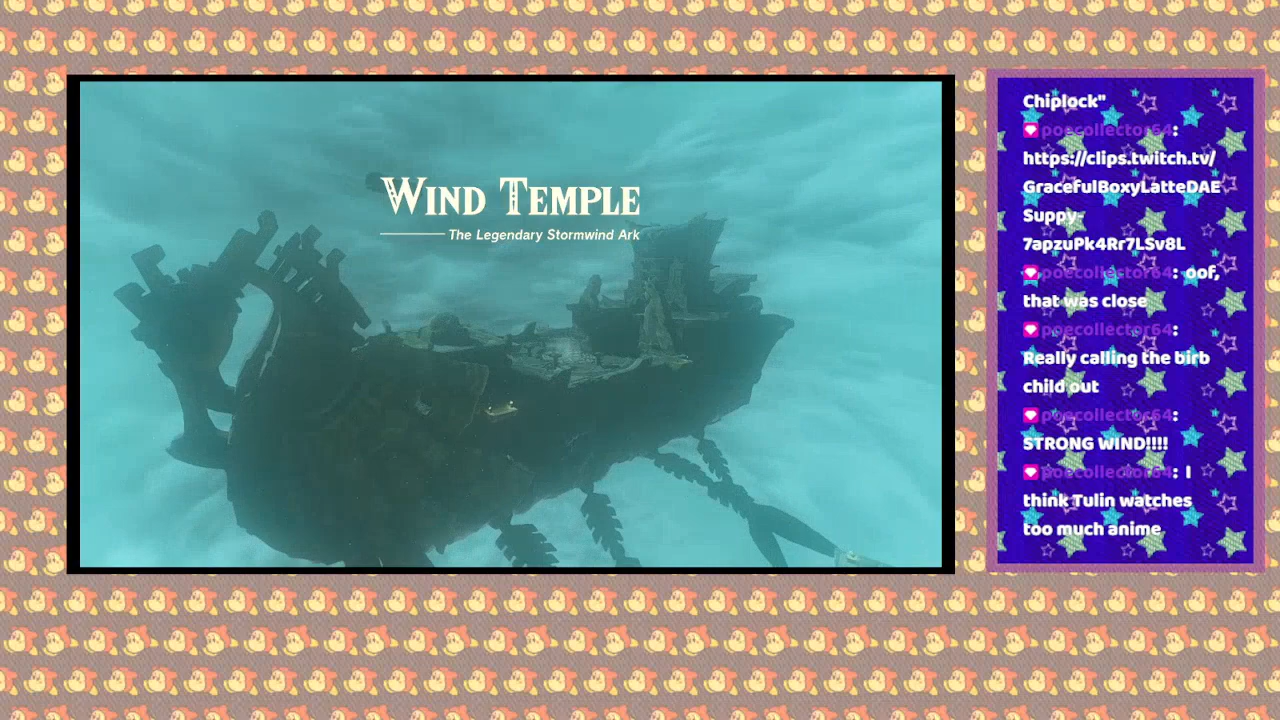 WIND TEMPLE
The Legendary Stormwind Ark
Chiplock"
poecollector64:
https://clips.twitch.tv/
GracefulBoxyLatteDAE
Suppy-
7apzuPk4Rr7LSv8L
poecollector64: oof,
that was close
poecollector64:
Really calling the birb
child out
poecollector64:
STRONG WIND!!!!
poecollector64: I
think Tulin watches
too much anime